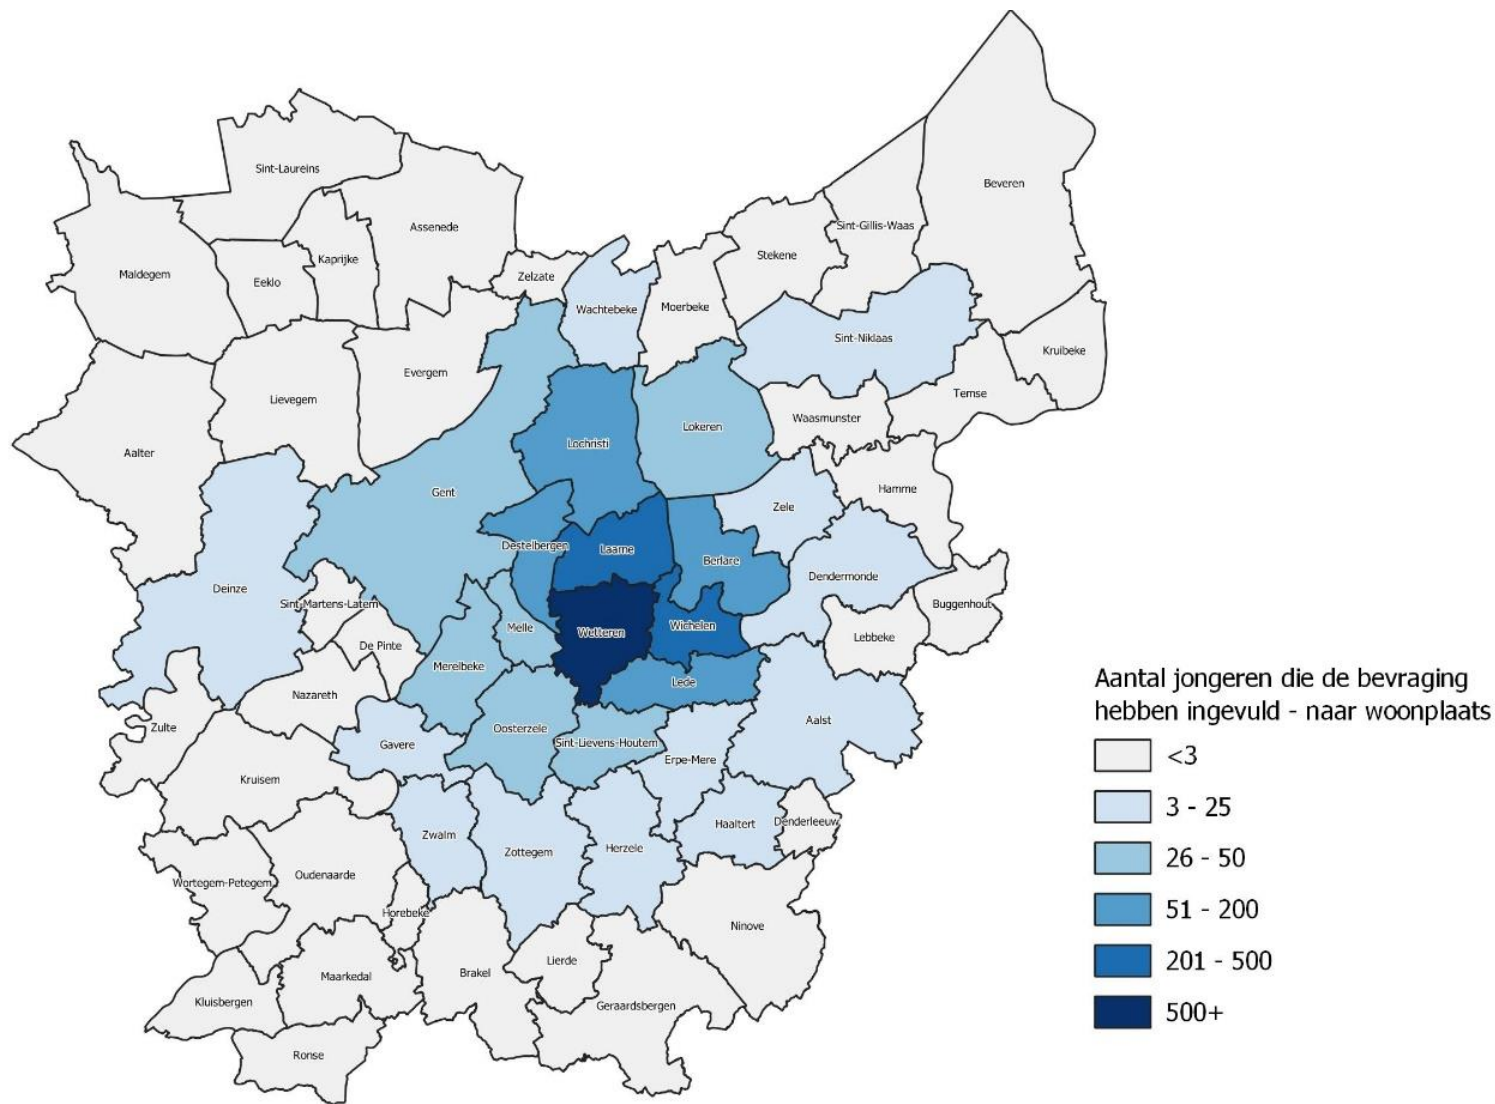 Sint-Laureins
Beveren
Assenede
Sint-Gillis-Waas
Stekene
Kaprijke
Maldegem
Eeklo
Zelzate
Wachtebeke
Moerbeke
Sint-Niklaas
Kruibeke
Evergem
Temse
Lievegem
Waasmunster
Lokeren
Lochristi
Aalter
Hamme
Gent
Zele
Destelbergen
Laarne
Berlare
Dendermonde
Deinze
Sint-Martens-Latem
Buggenhout
Melle
Wetteren
Wichelen
Lebbeke
De Pinte
Merelbeke
Lede
Nazareth
Zulte
Oosterzele
Aalst
Gavere
Sint-Lievens-Houtem
Erpe-Mere
Kruisem
Haaltert
Denderleeuw
Zwalm
Zottegem
Herzele
Oudenaarde
Wortegem-Petegem
Horebeke
Ninove
Lierde
Brakel
Maarkedal
Kluisbergen
Geraardsbergen
Ronse
Aantal jongeren die de bevraging
hebben ingevuld - naar woonplaats
<3
3 - 25
26 - 50
51 - 200
201 - 500
500+